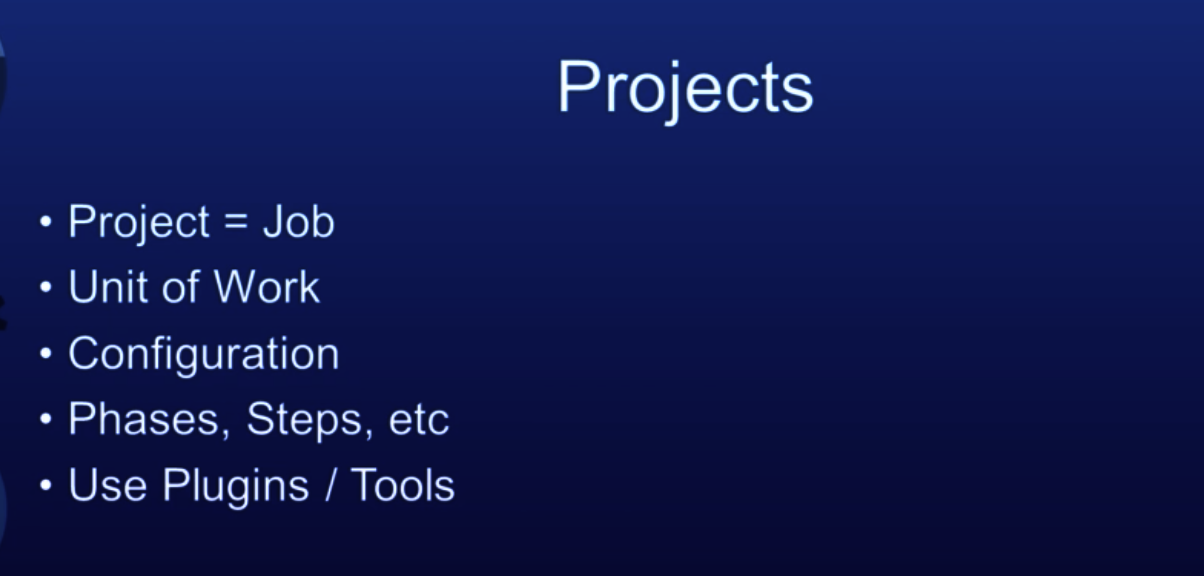 Projects
• Project = Job
• Unit of Work
• Configuration
• Phases, Steps, etc
• Use Plugins / Tools